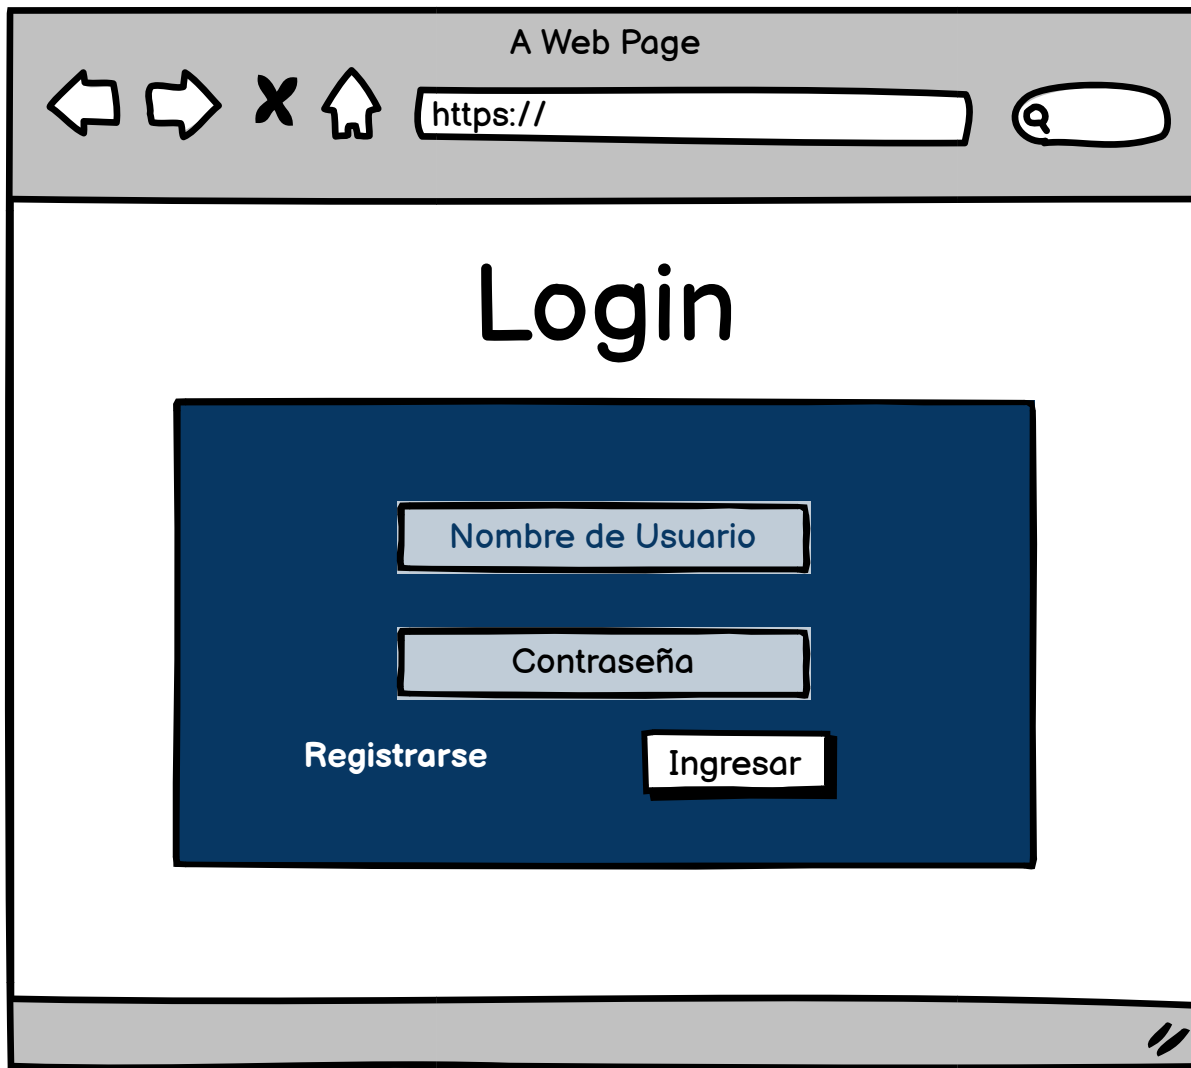 A Web Page
https://
Login
Nombre de Usuario
Contraseña
Registrarse
Ingresar